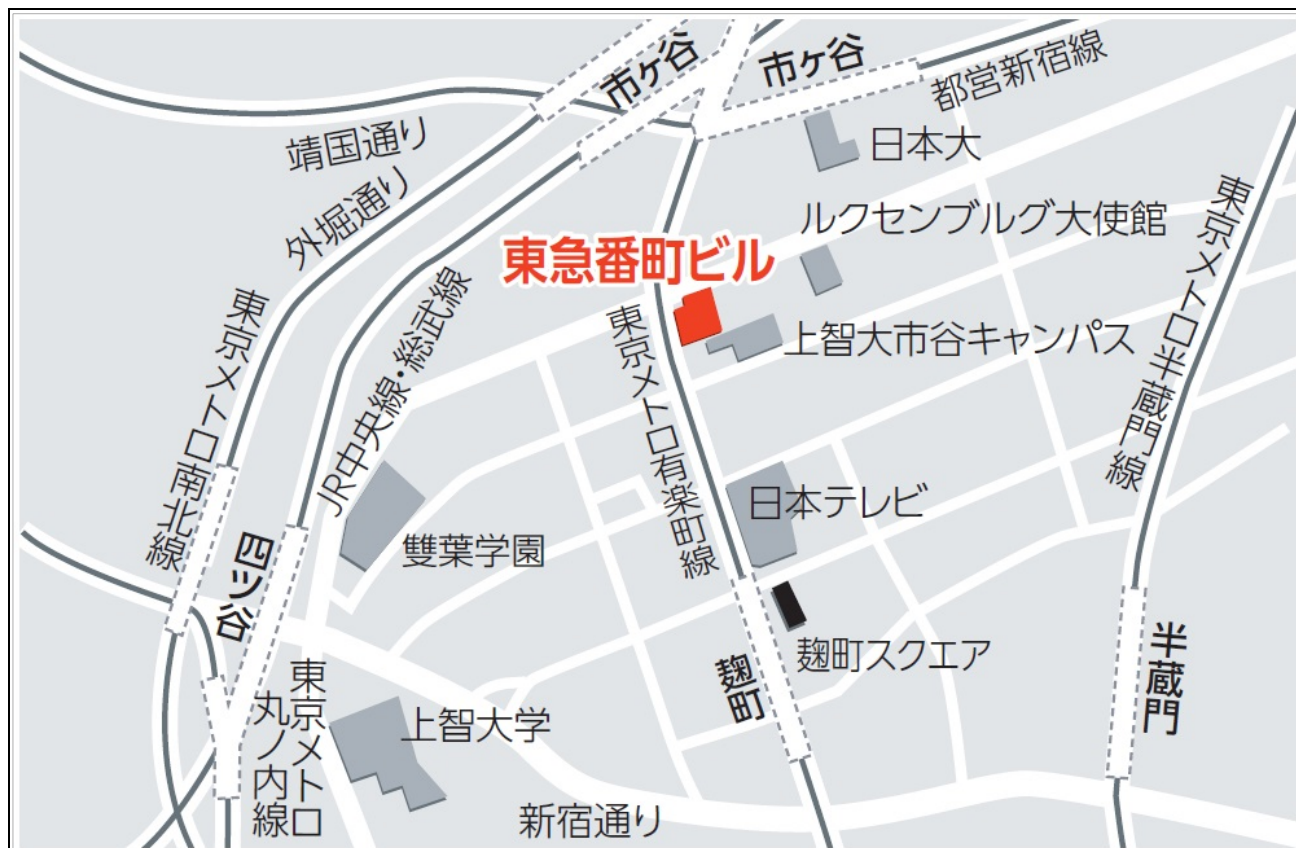 市ヶ谷
市ヶ谷
都営新宿線
靖国通り
日本大
外堀通り
ルクセンブルグ大使館
東急番町ビル
東京メトロ半蔵門線
東京メトロ南北線
JR中央線・総武線
東京メトロ有楽町線
上智大市谷キャンパス
日本テレビ
雙葉学園
四ツ谷
麹町スクエア
麹町
半蔵門
東京メトロ
丸ノ内線
上智大学
新宿通り